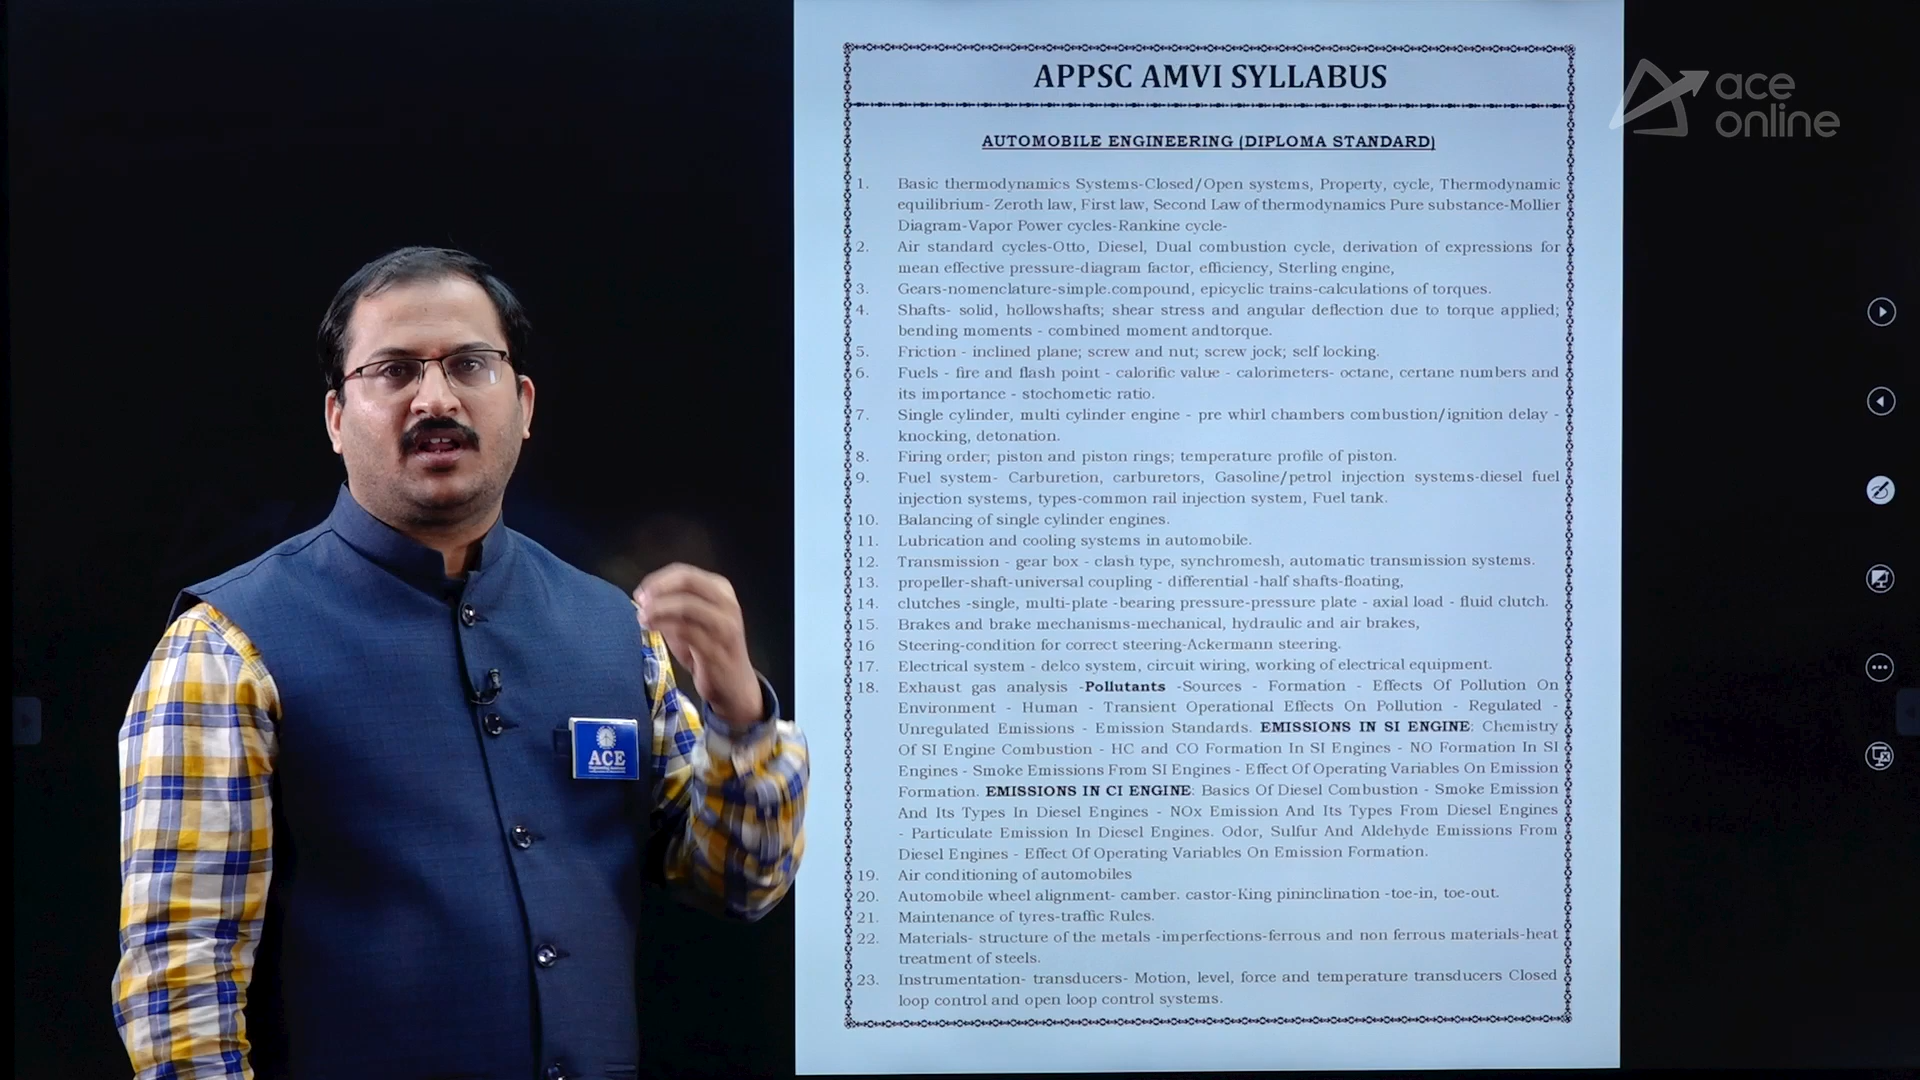 APPSC AMVI SYLLABUS
ace
online
AUTOMOBILE ENGINEERING (DIPLOMA STANDARD)
1. Basic thermodynamics Systems-Closed/Open systems, Property, cycle, Thermodynamic
equilibrium- Zeroth law, First law, Second Law of thermodynamics Pure substance-Mollier
Diagram-Vapor Power cycles-Rankine cycle-
2. Air standard cycles-Otto, Diesel, Dual combustion cycle, derivation of expressions for
mean effective pressure-diagram factor, efficiency, Sterling engine,
3. Gears-nomenclature-simple.compound, epicyclic trains-calculations of torques.
4. Shafts- solid, hollowshafts; shear stress and angular deflection due to torque applied;
bending moments - combined moment andtorque.
5. Friction - inclined plane; screw and nut; screw jock; self locking.
6. Fuels - fire and flash point - calorific value - calorimeters- octane, certane numbers and
its importance - stochometic ratio.
7. Single cylinder, multi cylinder engine - pre whirl chambers combustion/ignition delay -
knocking, detonation.
8. Firing order; piston and piston rings; temperature profile of piston.
9. Fuel system- Carburetion, carburetors, Gasoline/petrol injection systems-diesel fuel
injection systems, types-common rail injection system, Fuel tank.
10. Balancing of single cylinder engines.
11. Lubrication and cooling systems in automobile.
12. Transmission - gear box - clash type, synchromesh, automatic transmission systems.
13. propeller-shaft-universal coupling - differential -half shafts-floating,
14. clutches -single, multi-plate -bearing pressure-pressure plate - axial load - fluid clutch.
15. Brakes and brake mechanisms-mechanical, hydraulic and air brakes,
16 Steering-condition for correct steering-Ackermann steering.
17. Electrical system - delco system, circuit wiring, working of electrical equipment.
18. Exhaust gas analysis -Pollutants -Sources - Formation - Effects Of Pollution On
Environment - Human - Transient Operational Effects On Pollution - Regulated -
Unregulated Emissions - Emission Standards. EMISSIONS IN SI ENGINE: Chemistry
Of SI Engine Combustion - HC and CO Formation In SI Engines - NO Formation In SI
Engines - Smoke Emissions From SI Engines - Effect Of Operating Variables On Emission
Formation. EMISSIONS IN CI ENGINE: Basics Of Diesel Combustion - Smoke Emission
And Its Types In Diesel Engines - NOx Emission And Its Types From Diesel Engines
- Particulate Emission In Diesel Engines. Odor, Sulfur And Aldehyde Emissions From
Diesel Engines - Effect Of Operating Variables On Emission Formation.
19. Air conditioning of automobiles
20. Automobile wheel alignment- camber. castor-King pininclination -toe-in, toe-out.
21. Maintenance of tyres-traffic Rules.
22. Materials- structure of the metals -imperfections-ferrous and non ferrous materials-heat
treatment of steels.
23. Instrumentation- transducers- Motion, level, force and temperature transducers Closed
loop control and open loop control systems.
ACE